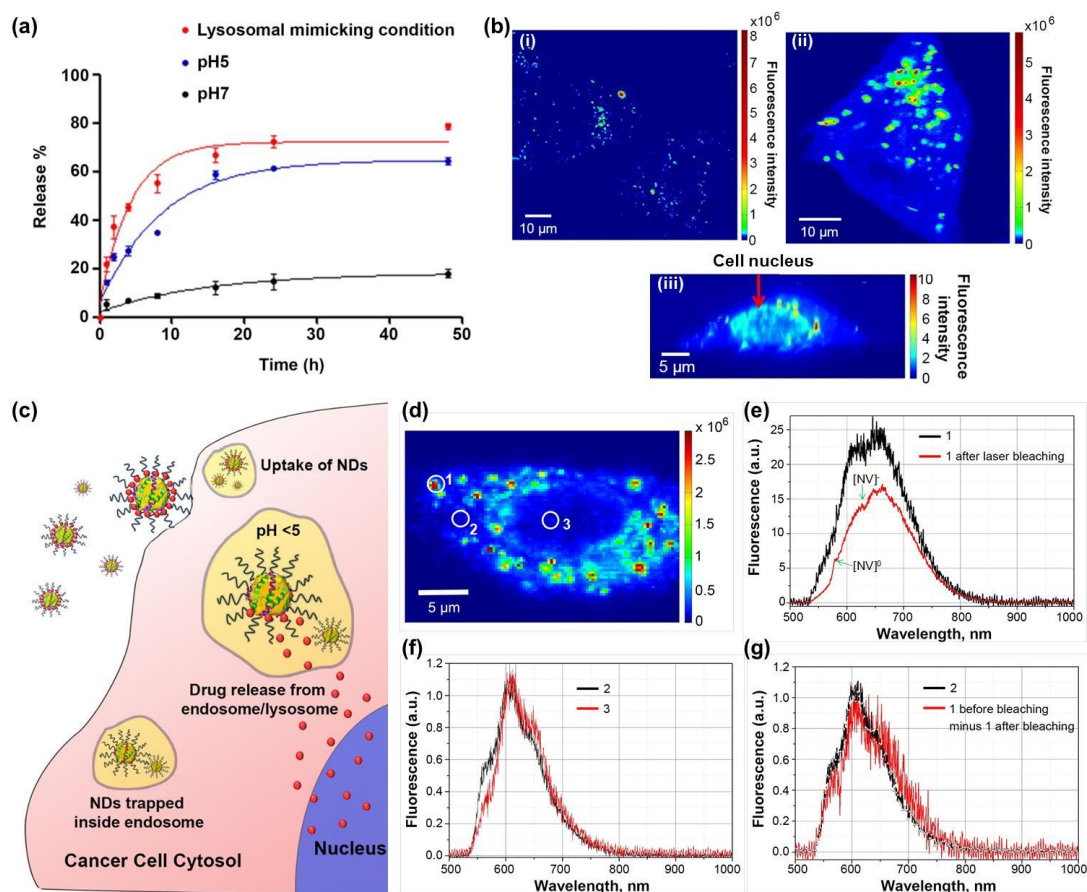 (a)
Lysosomal mimicking condition
pH5
pH7
Release %
100
80
60
40
20
0
0
10
20
30
40
50
Time (h)
(b)
(i)
10 µm
x 10⁶
8
7
6
5
4
3
2
1
0
Fluorescence intensity
(ii)
10 µm
x 10⁶
5
4
3
2
1
0
Fluorescence intensity
Cell nucleus
(iii)
5 µm
10
8
6
4
2
0
Fluorescence
intensity
(c)
Uptake of NDs
pH <5
Drug release from
endosome/lysosome
NDs trapped
inside endosome
Cancer Cell Cytosol
Nucleus
(d)
1
2
3
5 µm
x 10⁶
2.5
2
1.5
1
0.5
0
(e)
Fluorescence (a.u.)
25
20
15
10
5
0
1
1 after laser bleaching
[NV]⁻
[NV]⁰
500
600
700
800
900
1000
Wavelength, nm
(f)
Fluorescence (a.u.)
1.2
1.0
0.8
0.6
0.4
0.2
0.0
2
3
500
600
700
800
900
1000
Wavelength, nm
(g)
Fluorescence (a.u.)
1.2
1.0
0.8
0.6
0.4
0.2
0.0
2
1 before bleaching
minus 1 after bleaching
500
600
700
800
900
1000
Wavelength, nm